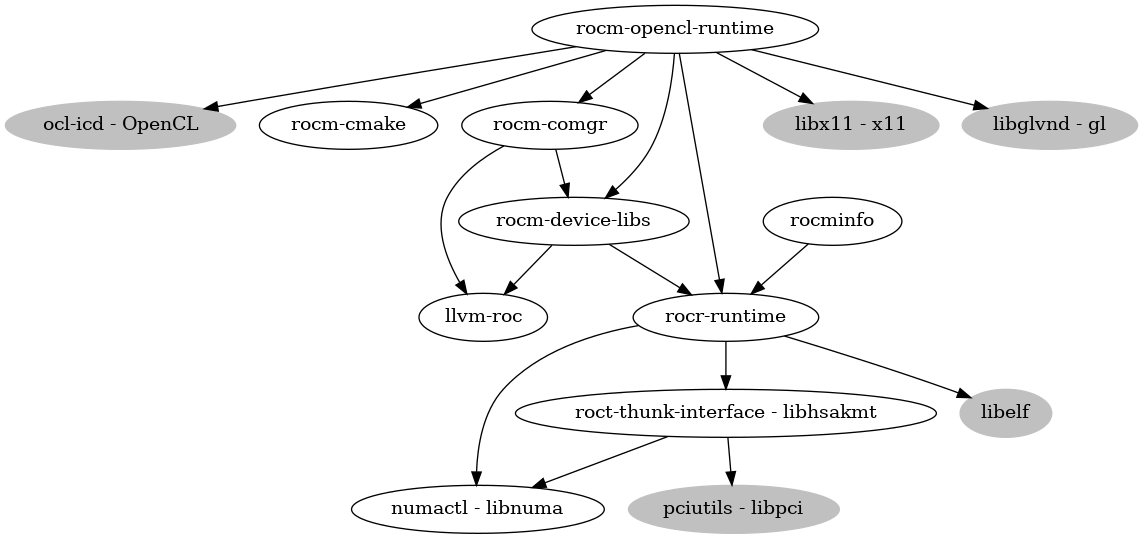 rocm-opencl-runtime
ocl-icd - OpenCL
rocm-cmake
rocm-comgr
libx11 - x11
libglvnd - gl
rocm-device-libs
rocminfo
llvm-roc
rocr-runtime
roct-thunk-interface - libhsakmt
libelf
numactl - libnuma
pciutils - libpci